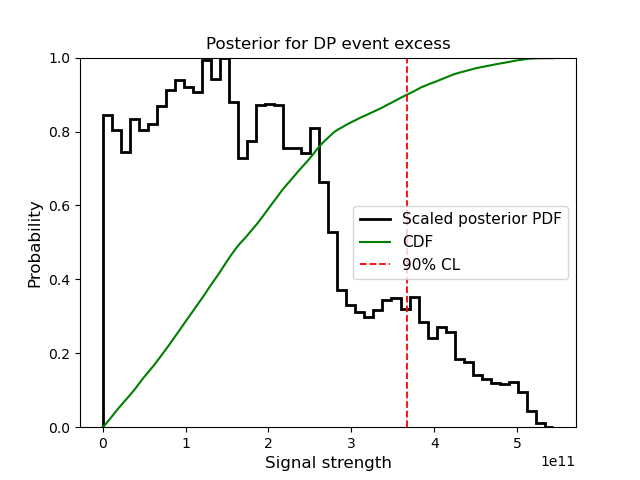 Posterior for DP event excess
1.0
0.8
0.6
0.4
0.2
0.0
Probability
Scaled posterior PDF
CDF
90% CL
0 1 2 3 4 5
1e11
Signal strength